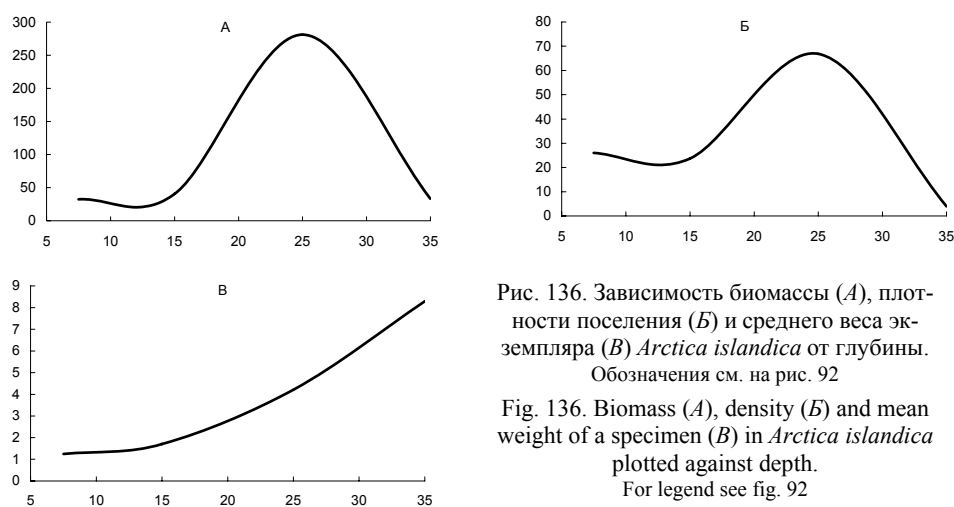 А
300
250
200
150
100
50
0
5 10 15 20 25 30 35
Б
80
70
60
50
40
30
20
10
0
5 10 15 20 25 30 35
В
9
8
7
6
5
4
3
2
1
0
5 10 15 20 25 30 35
Рис. 136. Зависимость биомассы (А), плот-
ности поселения (Б) и среднего веса эк-
земпляра (В) Arctica islandica от глубины.
Обозначения см. на рис. 92
Fig. 136. Biomass (А), density (Б) and mean
weight of a specimen (В) in Arctica islandica
plotted against depth.
For legend see fig. 92